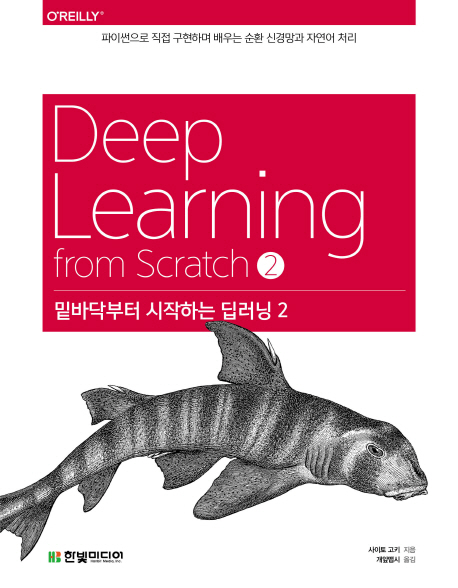 O'REILLY®
파이썬으로 직접 구현하며 배우는 순환 신경망과 자연어 처리
Deep
Learning
from Scratch 2
밑바닥부터 시작하는 딥러닝 2
사이토 고키 지음
개앞맵시 옮김
HB 한빛미디어
Hanbit Media, Inc.